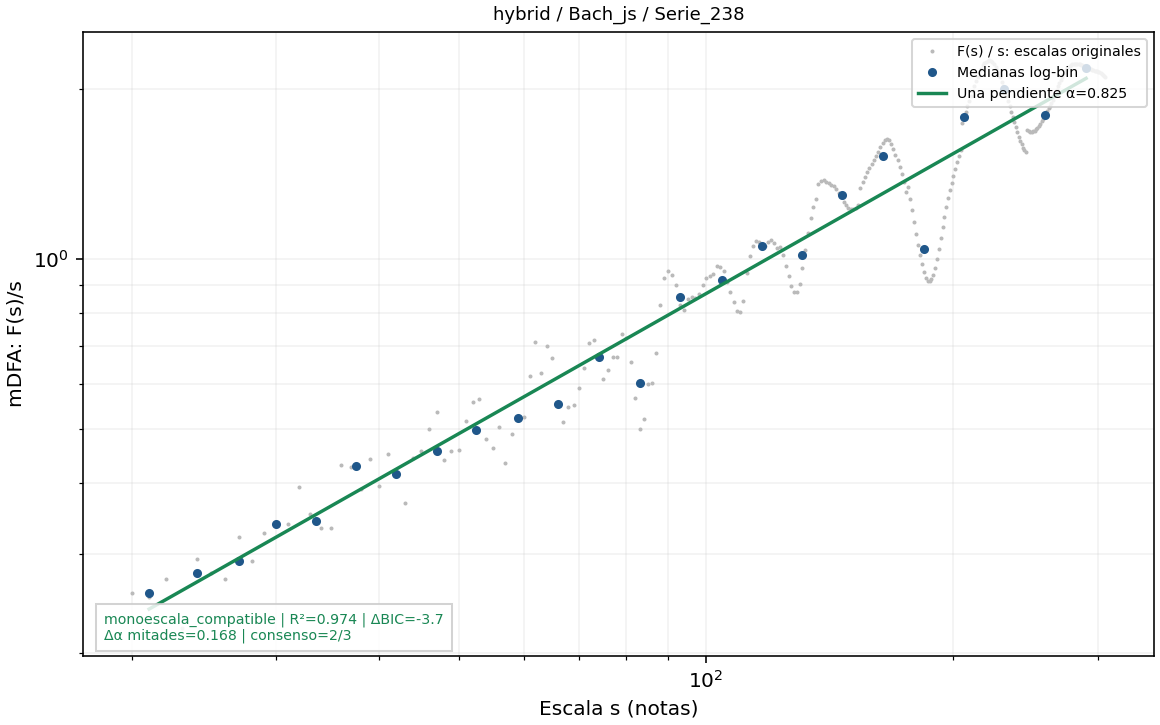 hybrid / Bach_js / Serie_238
F(s) / s: escalas originales
Medianas log-bin
Una pendiente α=0.825
10⁰
mDFA: F(s)/s
monoescala_compatible | R²=0.974 | ΔBIC=-3.7
Δα mitades=0.168 | consenso=2/3
10²
Escala s (notas)